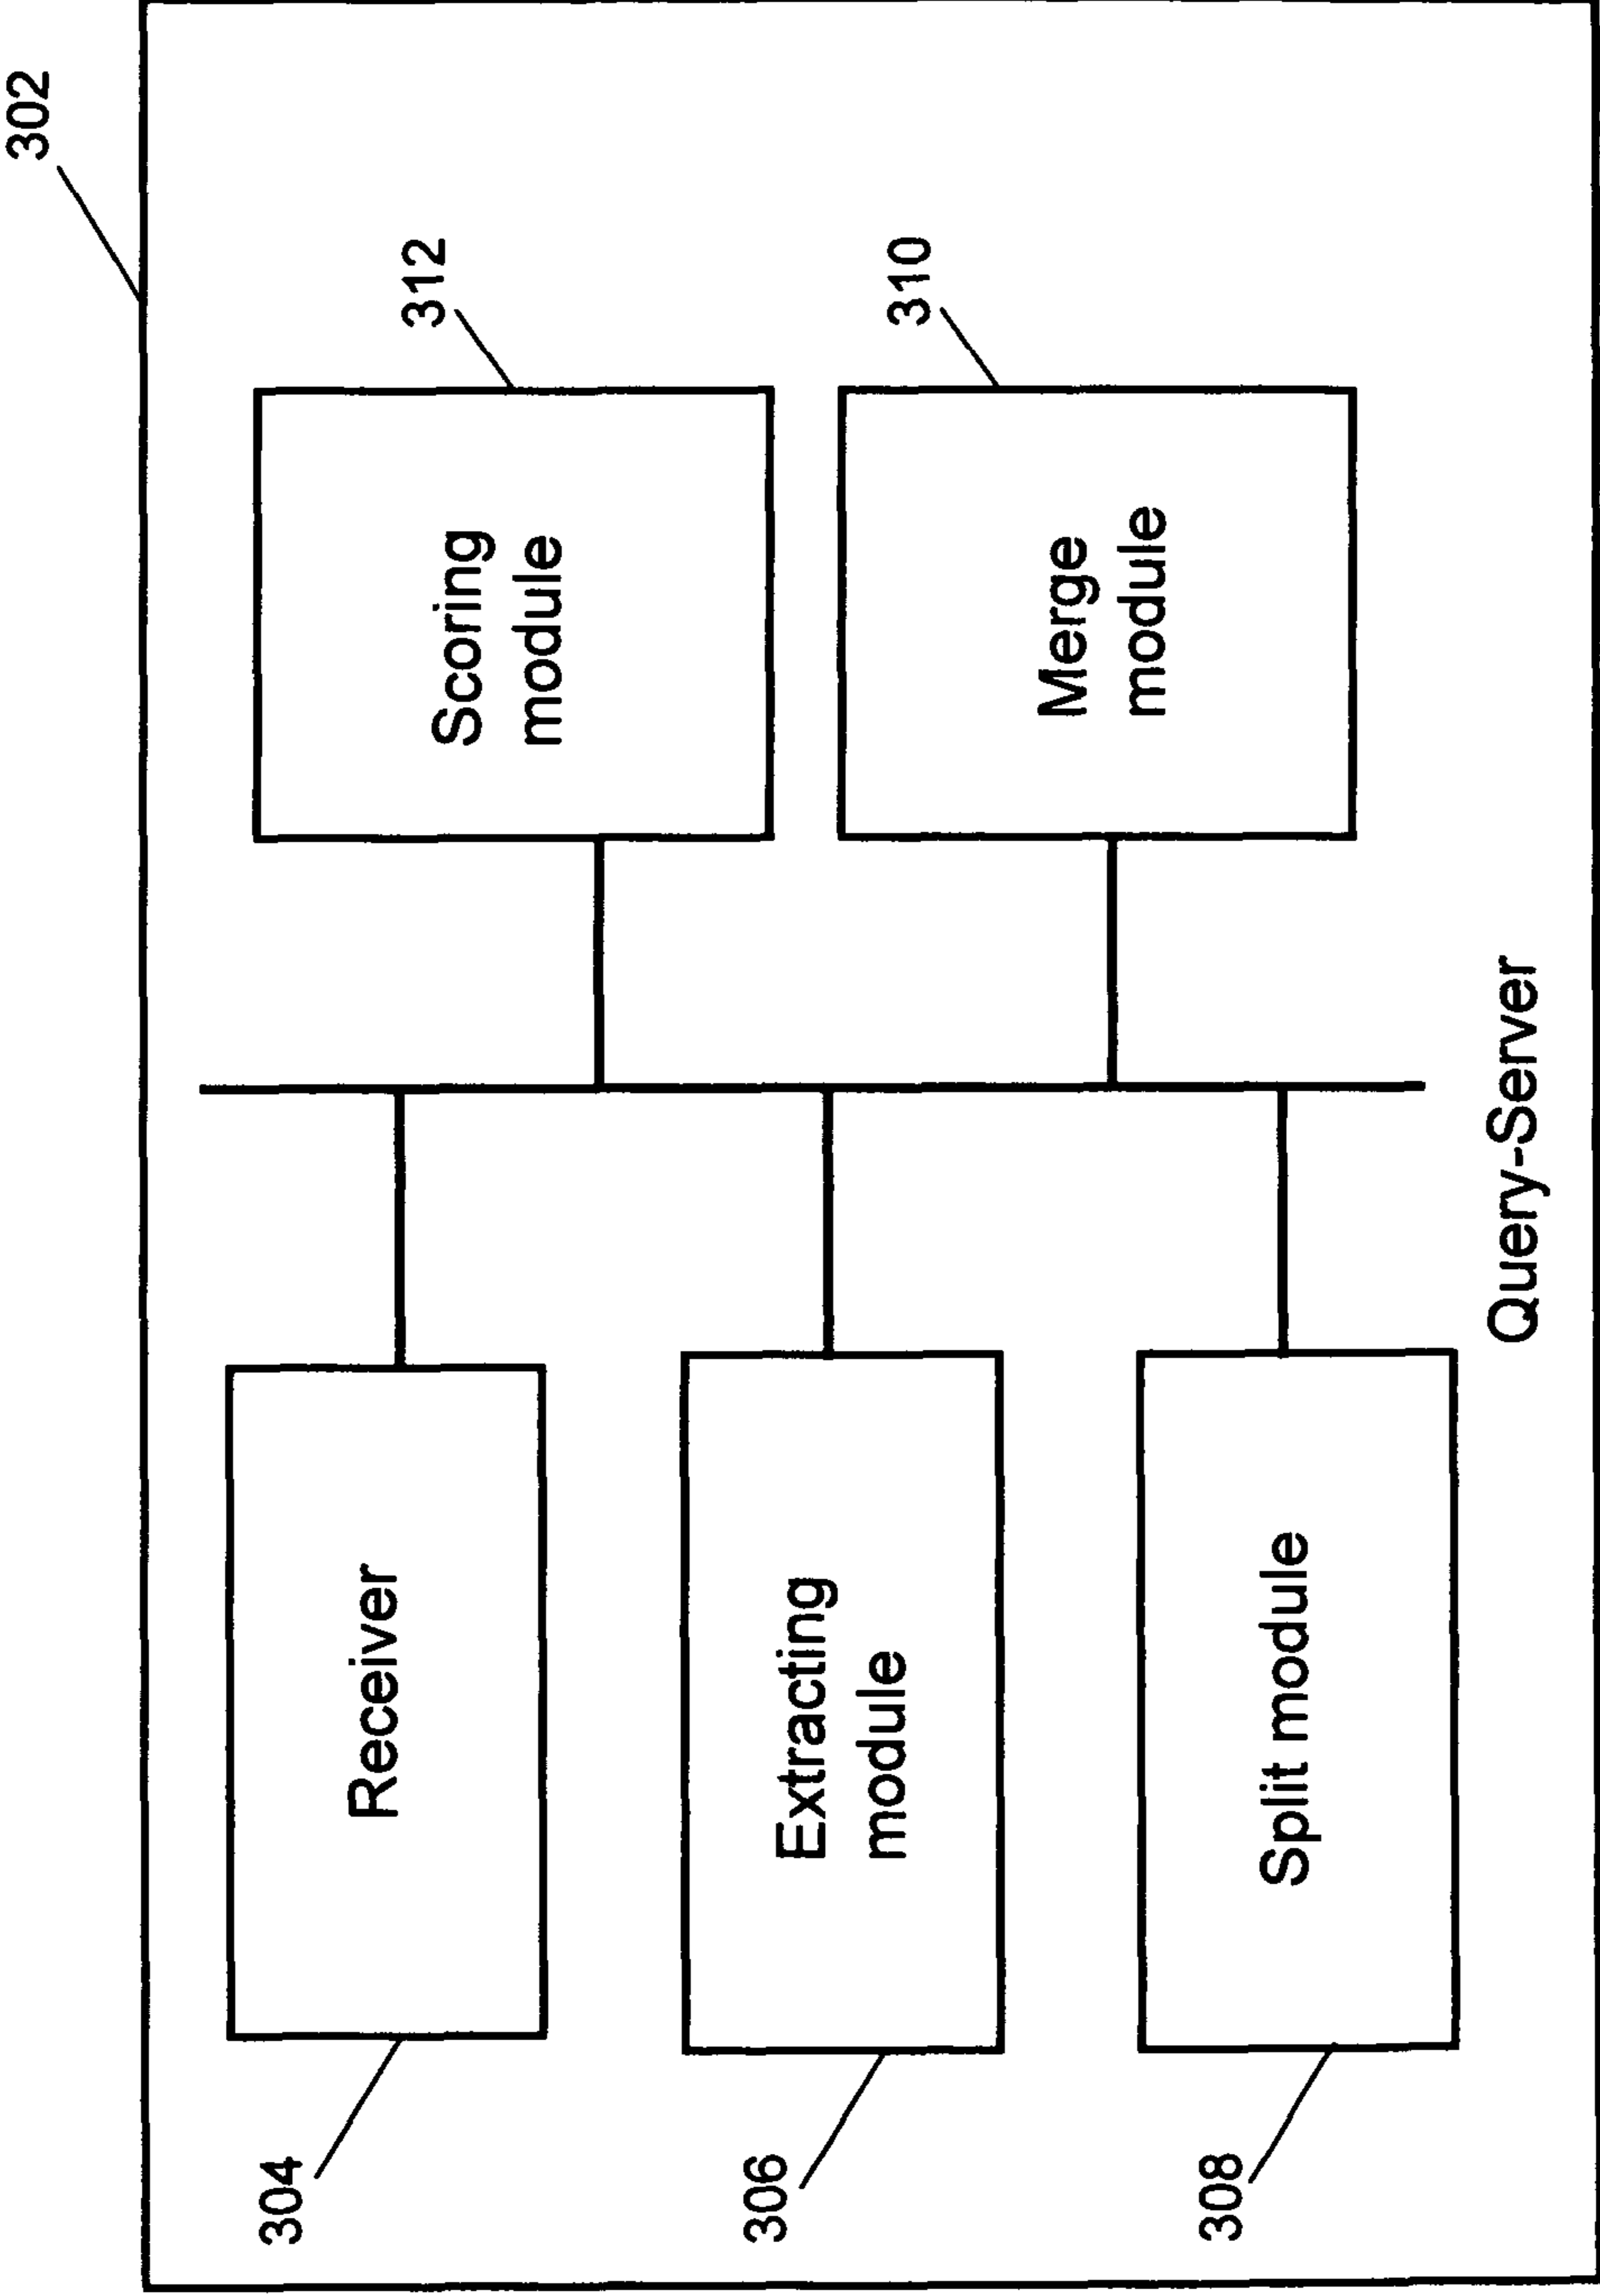 302
304
Receiver
Scoring
module
312
306
Extracting
module
Merge
module
310
308
Split module
Query-Server